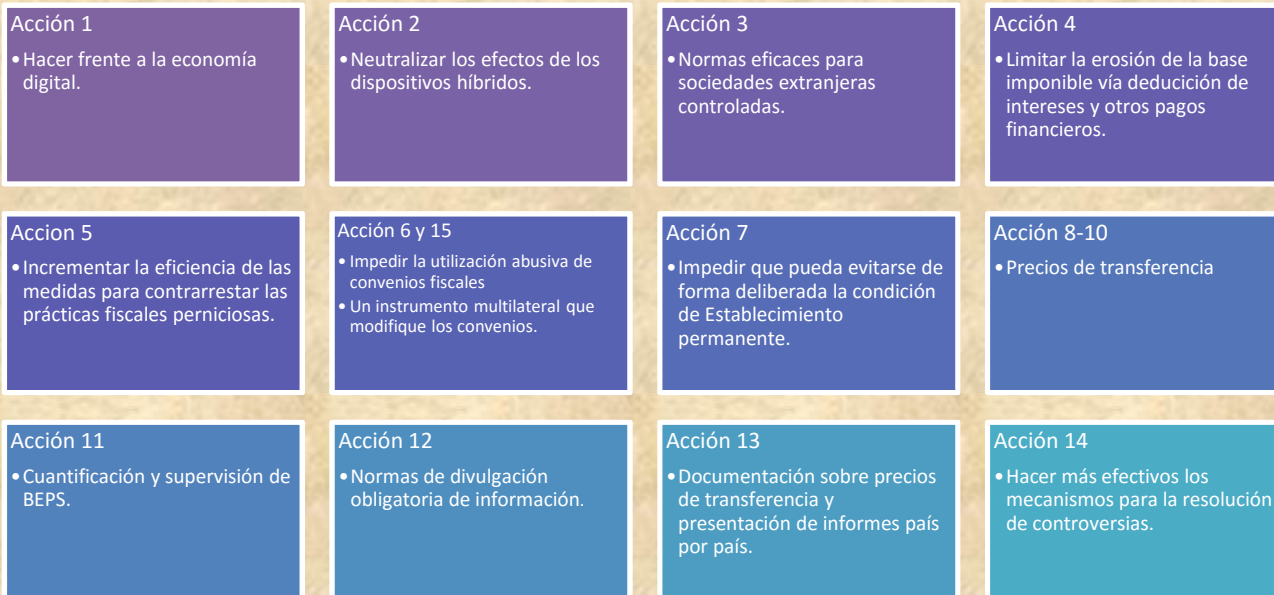 Acción 1
•Hacer frente a la economía
digital.
Acción 2
•Neutralizar los efectos de los
dispositivos híbridos.
Acción 3
•Normas eficaces para
sociedades extranjeras
controladas.
Acción 4
•Limitar la erosión de la base
imponible vía deducición de
intereses y otros pagos
financieros.
Accion 5
•Incrementar la eficiencia de las
medidas para contrarrestar las
prácticas fiscales perniciosas.
Acción 6 y 15
• Impedir la utilización abusiva de
convenios fiscales
• Un instrumento multilateral que
modifique los convenios.
Acción 7
•Impedir que pueda evitarse de
forma deliberada la condición
de Establecimiento
permanente.
Acción 8-10
•Precios de transferencia
Acción 11
•Cuantificación y supervisión de
BEPS.
Acción 12
•Normas de divulgación
obligatoria de información.
Acción 13
•Documentación sobre precios
de transferencia y
presentación de informes país
por país.
Acción 14
•Hacer más efectivos los
mecanismos para la resolución
de controversias.